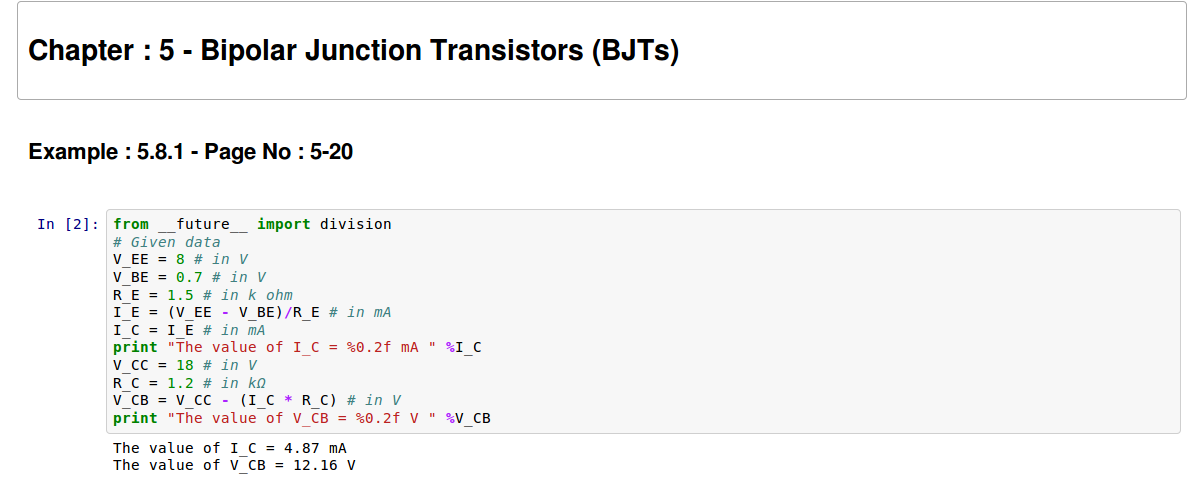 Chapter : 5 - Bipolar Junction Transistors (BJTs)
Example : 5.8.1 - Page No : 5-20
In [2]: from __future__ import division
# Given data
V_EE = 8 # in V
V_BE = 0.7 # in V
R_E = 1.5 # in k ohm
I_E = (V_EE - V_BE)/R_E # in mA
I_C = I_E # in mA
print "The value of I_C = %0.2f mA " %I_C
V_CC = 18 # in V
R_C = 1.2 # in kΩ
V_CB = V_CC - (I_C * R_C) # in V
print "The value of V_CB = %0.2f V " %V_CB
The value of I_C = 4.87 mA
The value of V_CB = 12.16 V